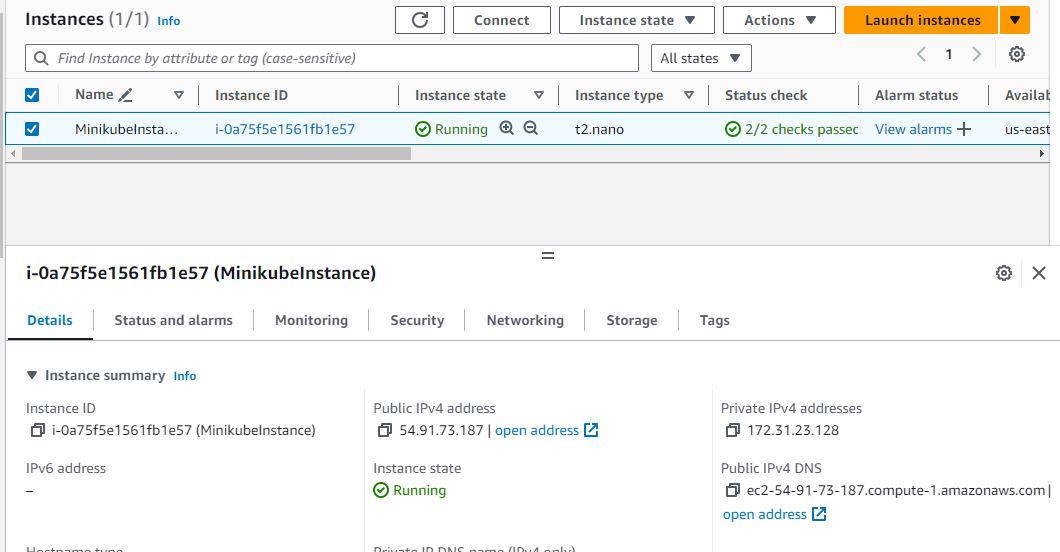 Instances (1/1) Info
Connect
Instance state
Actions
Launch instances
Find Instance by attribute or tag (case-sensitive)
All states
1
Name
Instance ID
Instance state
Instance type
Status check
Alarm status
Availab
MinikubeInsta...
i-0a75f5e1561fb1e57
Running
t2.nano
2/2 checks passec
View alarms
us-east
i-0a75f5e1561fb1e57 (MinikubeInstance)
Details
Status and alarms
Monitoring
Security
Networking
Storage
Tags
Instance summary Info
Instance ID
i-0a75f5e1561fb1e57 (MinikubeInstance)
Public IPv4 address
54.91.73.187 | open address
Private IPv4 addresses
172.31.23.128
IPv6 address
–
Instance state
Running
Public IPv4 DNS
ec2-54-91-73-187.compute-1.amazonaws.com |
open address
Hostname type
Private IP DNS name (IPv4 only)